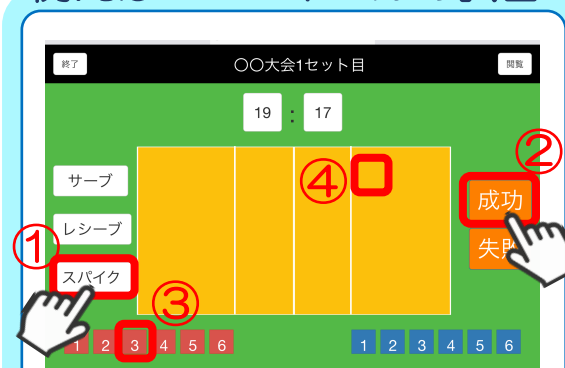 終了
〇〇大会1セット目
閲覧
19 : 17
④
②
サーブ
成功
レシーブ
①
スパイク
③
1 2 3 4 5 6
1 2 3 4 5 6